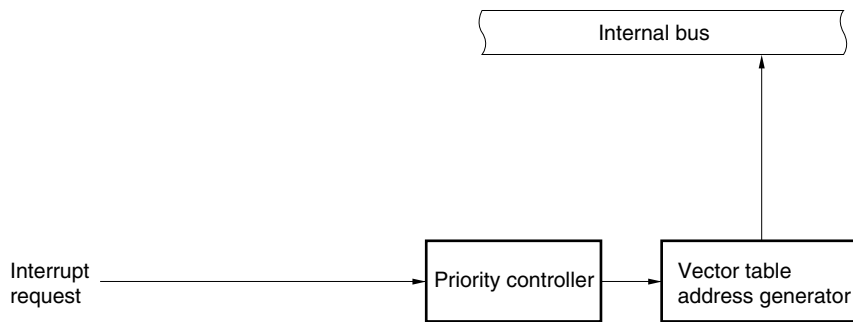 Internal bus
Interrupt
request
Priority controller
Vector table
address generator